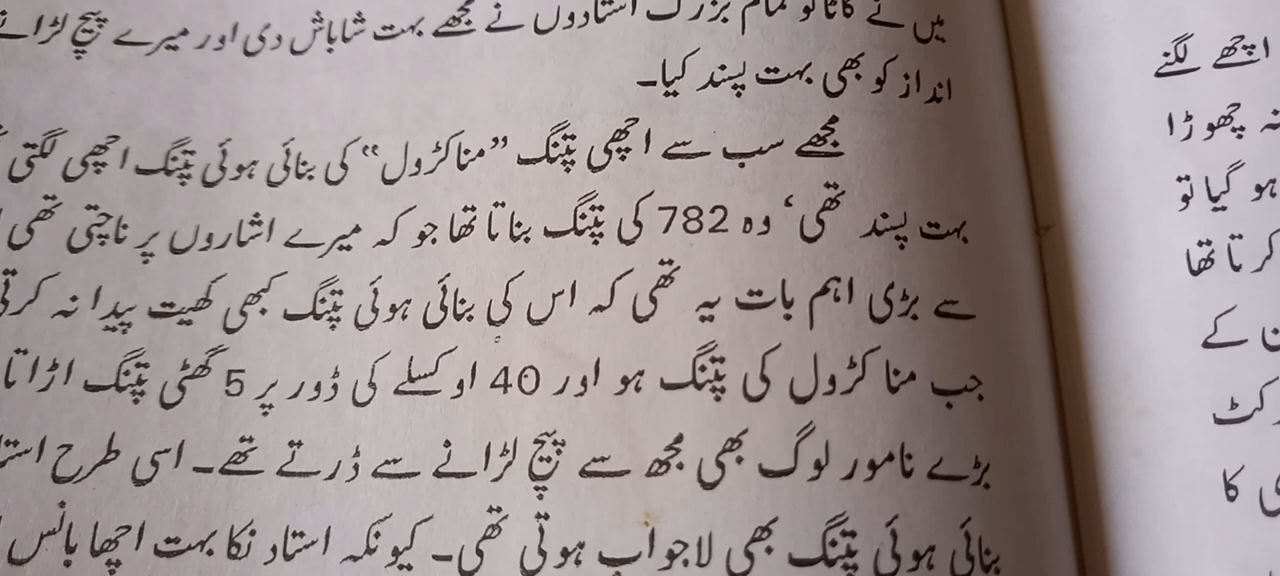 میں نے کاٹا تو تمام بزرگ استادوں نے مجھے بہت شاباش دی اور میرے پیچ لڑانے
انداز کو بھی بہت پسند کیا۔
مجھے سب سے اچھی پتنگ ”مناکڑول“ کی بنائی ہوئی پتنگ اچھی لگتی
بہت پسند تھی‘ وہ 782 کی پتنگ بناتا تھا جو کہ میرے اشاروں پر ناچتی تھی
سے بڑی اہم بات یہ تھی کہ اس کی بنائی ہوئی پتنگ کبھی کھیت پیدا نہ کرتی
جب منا کڑول کی پتنگ ہو اور 40 اوکسلے کی ڈور پر 5 گھٹی پتنگ اڑاتا
بڑے نامور لوگ بھی مجھ سے پیچ لڑانے سے ڈرتے تھے۔ اسی طرح
بنائی ہوئی پتنگ بھی لاجواب ہوتی تھی۔ کیونکہ استاد نکا بہت اچھا بانس
اچھے لگنے
نہ چھوڑا
ہو گیا تو
کرتا تھا
کے
کا